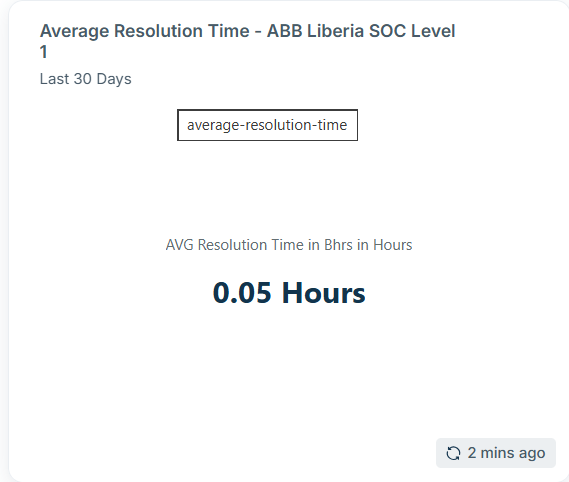 Average Resolution Time - ABB Liberia SOC Level
1
Last 30 Days
average-resolution-time
AVG Resolution Time in Bhrs in Hours
0.05 Hours
2 mins ago